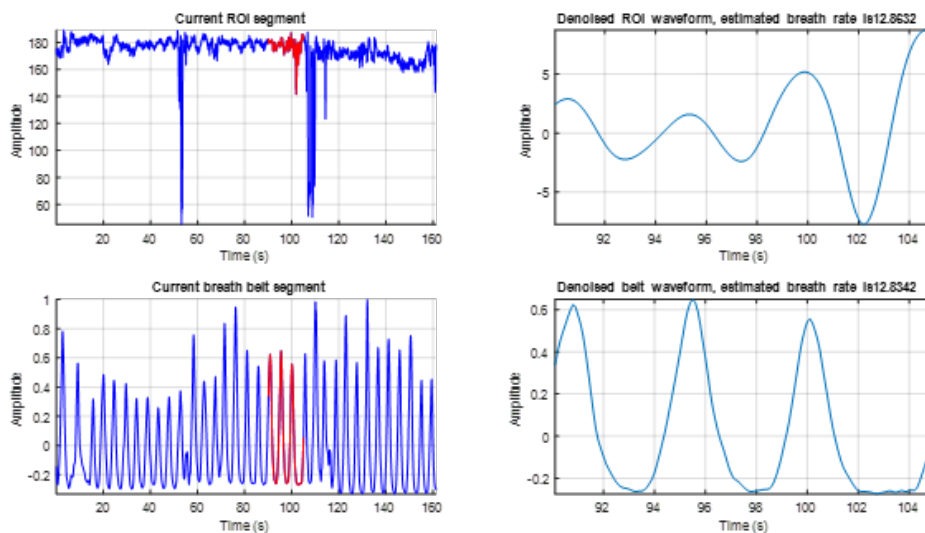 Current ROI segment
Amplitude
180
160
140
120
100
80
60
20 40 60 80 100 120 140 160
Time (s)
Denoised ROI waveform, estimated breath rate is12.8632
Amplitude
5
0
-5
92 94 96 98 100 102 104
Time (s)
Current breath belt segment
Amplitude
1
0.8
0.6
0.4
0.2
0
-0.2
20 40 60 80 100 120 140 160
Time (s)
Denoised belt waveform, estimated breath rate is12.8342
Amplitude
0.6
0.4
0.2
0
-0.2
92 94 96 98 100 102 104
Time (s)